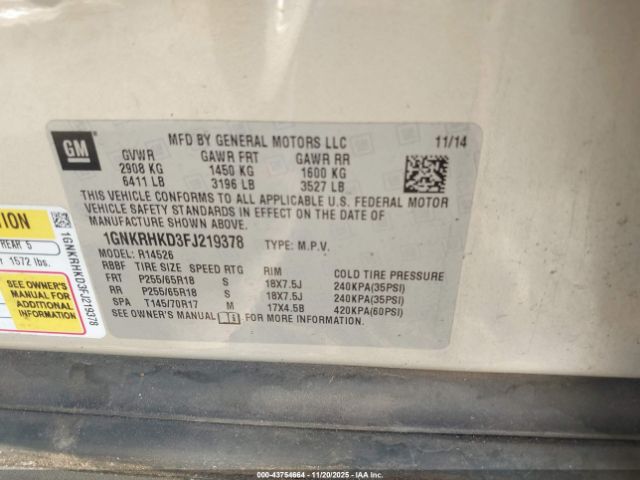 GM
MFD BY GENERAL MOTORS LLC 11/14
GVWR GAWR FRT GAWR RR
2908 KG 1450 KG 1600 KG
6411 LB 3196 LB 3527 LB
THIS VEHICLE CONFORMS TO ALL APPLICABLE U.S. FEDERAL MOTOR
VEHICLE SAFETY STANDARDS IN EFFECT ON THE DATE OF
MANUFACTURE SHOWN ABOVE.
1GNKRHKD3FJ219378 TYPE: M.P.V.
MODEL: R14526
RBBF TIRE SIZE SPEED RTG RIM COLD TIRE PRESSURE
FRT P255/65R18 S 18X7.5J 240KPA(35PSI)
RR P255/65R18 S 18X7.5J 240KPA(35PSI)
SPA T145/70R17 M 17X4.5B 420KPA(60PSI)
SEE OWNER'S MANUAL FOR MORE INFORMATION.
REAR 5
1572 lbs.
SEE OWNER'S
MANUAL FOR
ADDITIONAL
INFORMATION
1GNKRHKD3FJ219378
000-43754664 | 11/20/2025 - IAAI.COM